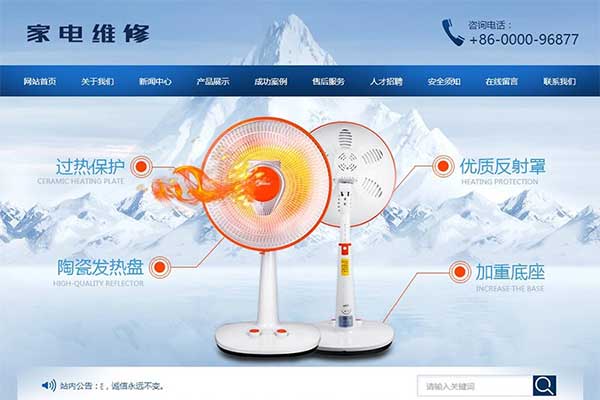 家电维修
咨询电话：
+86-0000-96877
网站首页 关于我们 新闻中心 产品展示 成功案例 售后服务 人才招聘 安全须知 在线留言 联系我们
过热保护
CERAMIC HEATING PLATE
优质反射罩
HEATING PROTECTION
陶瓷发热盘
HIGH-QUALITY REFLECTOR
加重底座
INCREASE THE BASE
站内公告：
，诚信永远不变。
请输入关键词